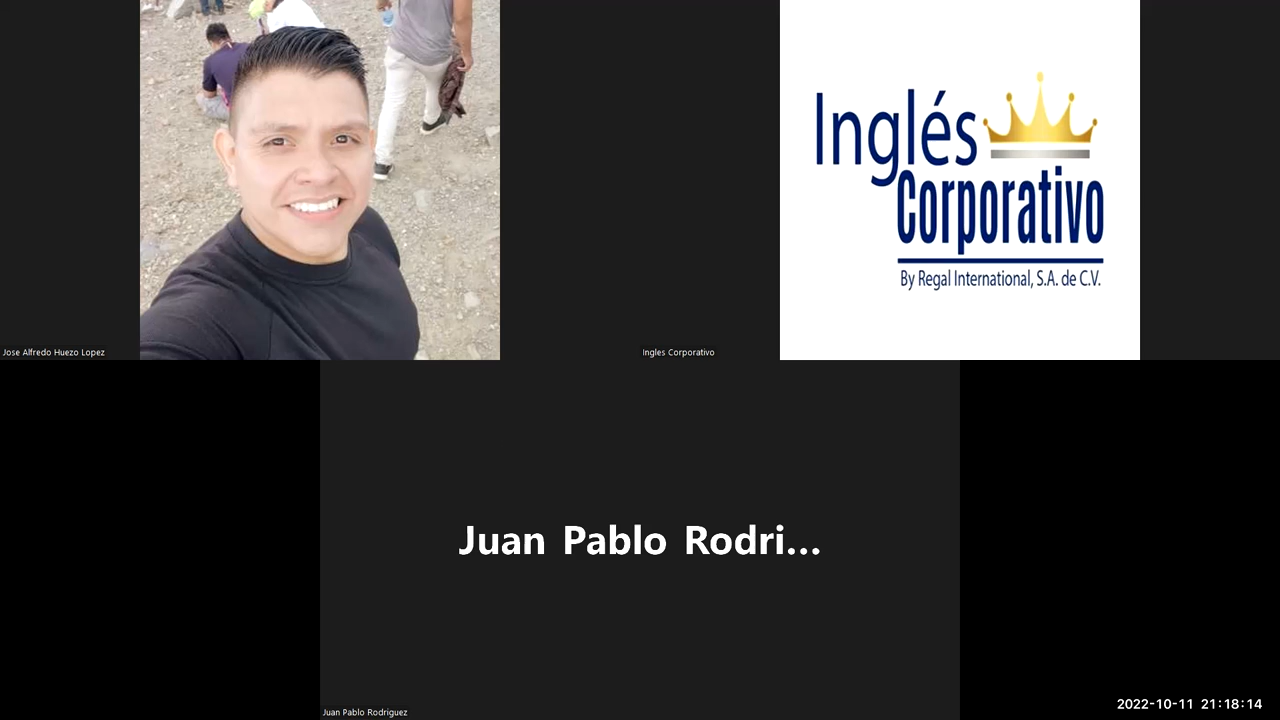 Inglés
Corporativo
By Regal International, S.A. de C.V.
Jose Alfredo Huezo Lopez
Ingles Corporativo
Juan Pablo Rodri...
Juan Pablo Rodriguez
2022-10-11 21:18:14